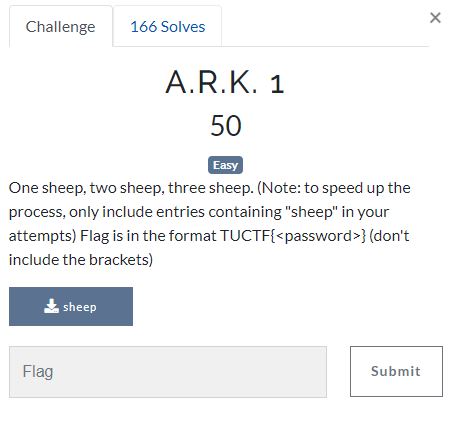 Challenge
166 Solves
×
A.R.K. 1
50
Easy
One sheep, two sheep, three sheep. (Note: to speed up the
process, only include entries containing "sheep" in your
attempts) Flag is in the format TUCTF{<password>} (don't
include the brackets)
sheep
Flag
Submit